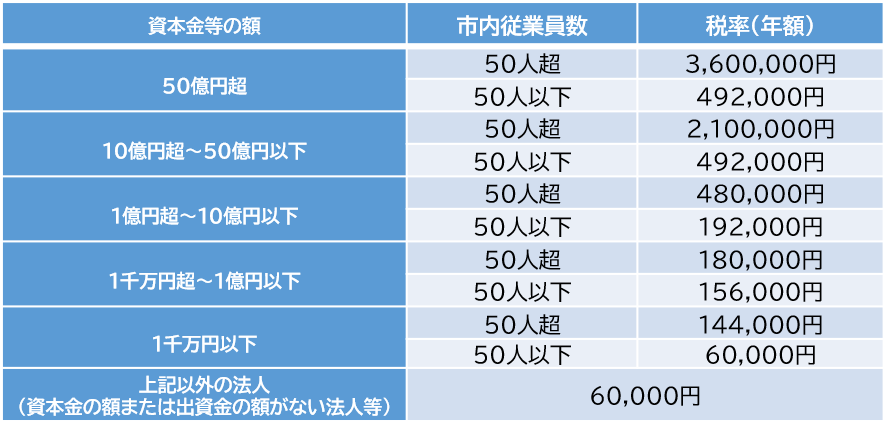 資本金等の額 市内従業員数 税率(年額)
50億円超 50人超 3,600,000円
50人以下 492,000円
10億円超～50億円以下 50人超 2,100,000円
50人以下 492,000円
1億円超～10億円以下 50人超 480,000円
50人以下 192,000円
1千万円超～1億円以下 50人超 180,000円
50人以下 156,000円
1千万円以下 50人超 144,000円
50人以下 60,000円
上記以外の法人
(資本金の額または出資金の額がない法人等) 60,000円